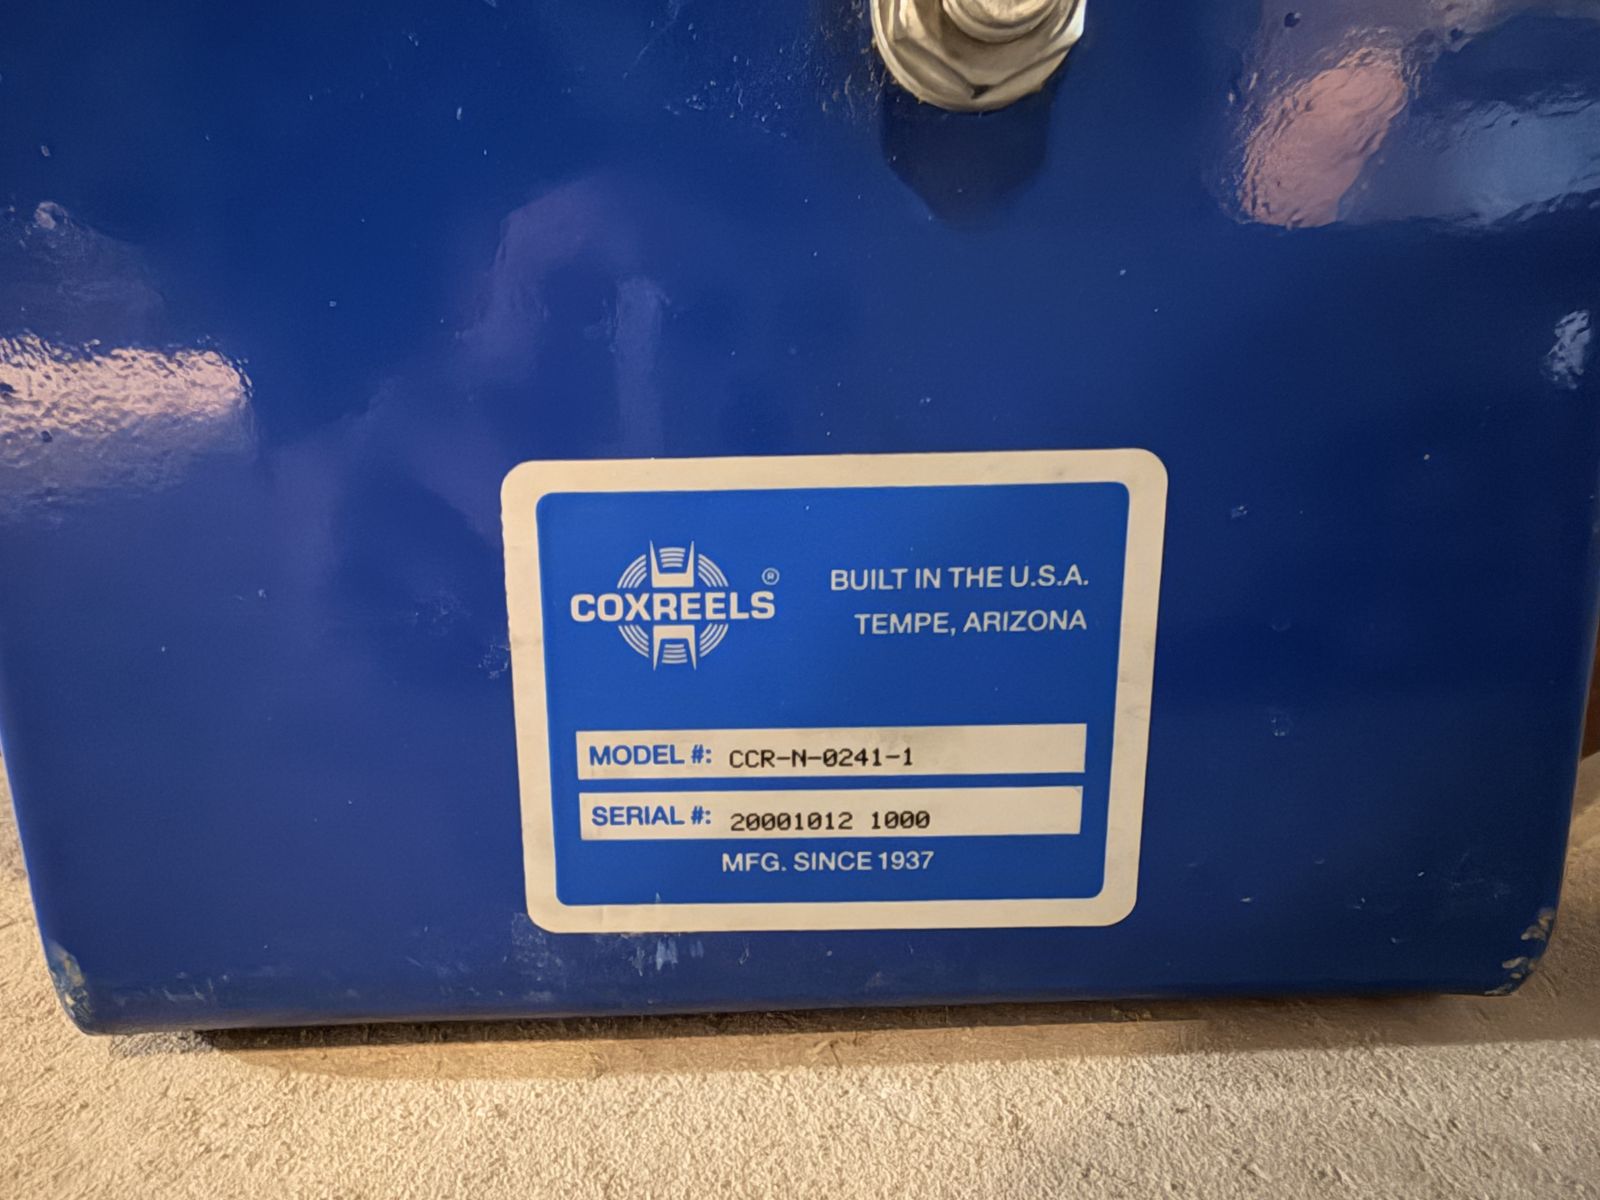 COXREELS ®
BUILT IN THE U.S.A.
TEMPE, ARIZONA
MODEL #: CCR-N-0241-1
SERIAL #: 20001012 1000
MFG. SINCE 1937